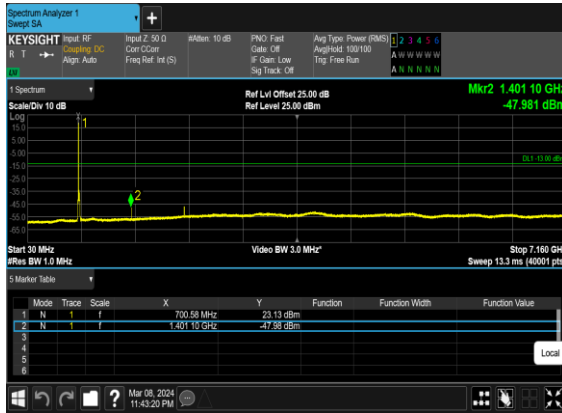 Spectrum Analyzer 1
Swept SA
+
KEYSIGHT Input: RF Input Z: 50 Ω #Atten: 10 dB PNO: Fast Avg Type: Power (RMS) 1 2 3 4 5 6
R T Coupling: DC Corr CCorr Gate: Off Avg|Hold: 100/100 A W W W W W
Align: Auto Freq Ref: Int (S) IF Gain: Low Trig: Free Run
Sig Track: Off A N N N N N
1 Spectrum Ref Lvl Offset 25.00 dB Mkr2 1.401 10 GHz
Scale/Div 10 dB Ref Level 25.00 dBm -47.981 dBm
Log
15.0
1
5.00
-5.00
DL1 -13.00 dBm
-15.0
-25.0
-35.0
2
-45.0
-55.0
-65.0
Start 30 MHz Video BW 3.0 MHz* Stop 7.160 GHz
#Res BW 1.0 MHz Sweep 13.3 ms (40001 pts)
5 Marker Table
Mode Trace Scale X Y Function Function Width Function Value
1 N 1 f 700.58 MHz 23.13 dBm
2 N 1 f 1.401 10 GHz -47.98 dBm
3
4
5
6
Local
? Mar 08, 2024
11:43:20 PM